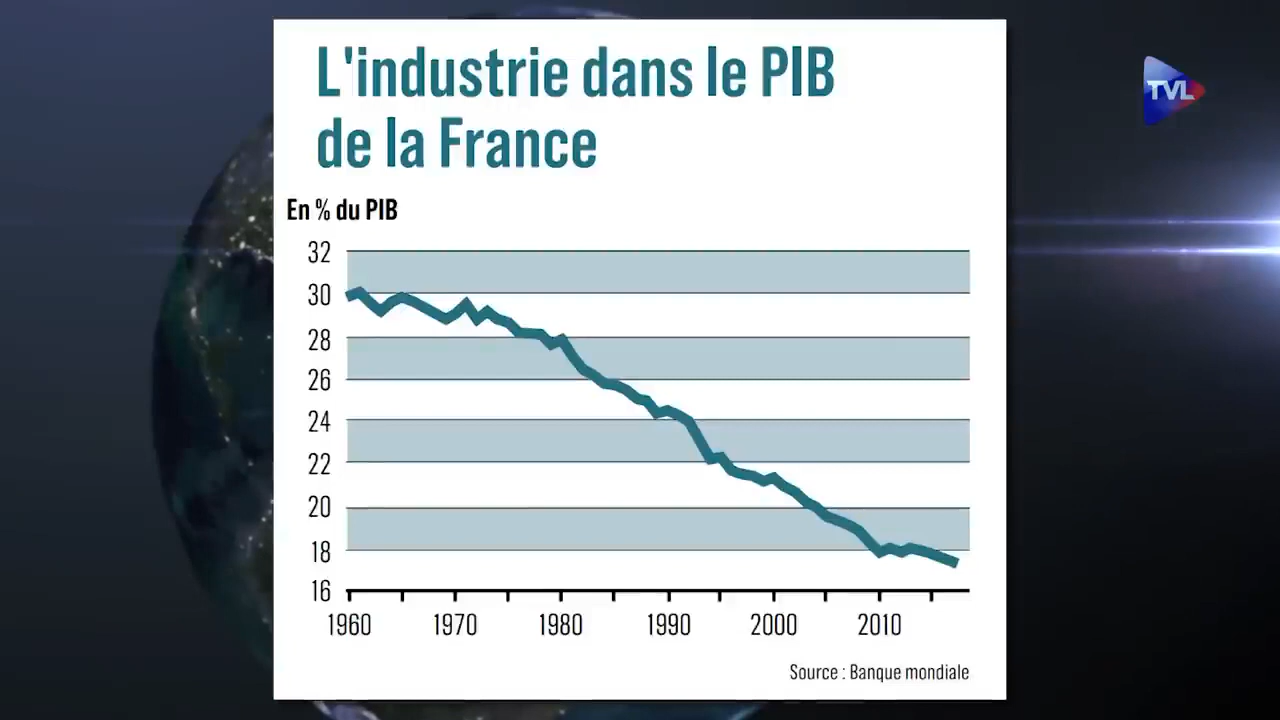 L'industrie dans le PIB
de la France
TVL
En % du PIB
32
30
28
26
24
22
20
18
16
1960 1970 1980 1990 2000 2010
Source : Banque mondiale